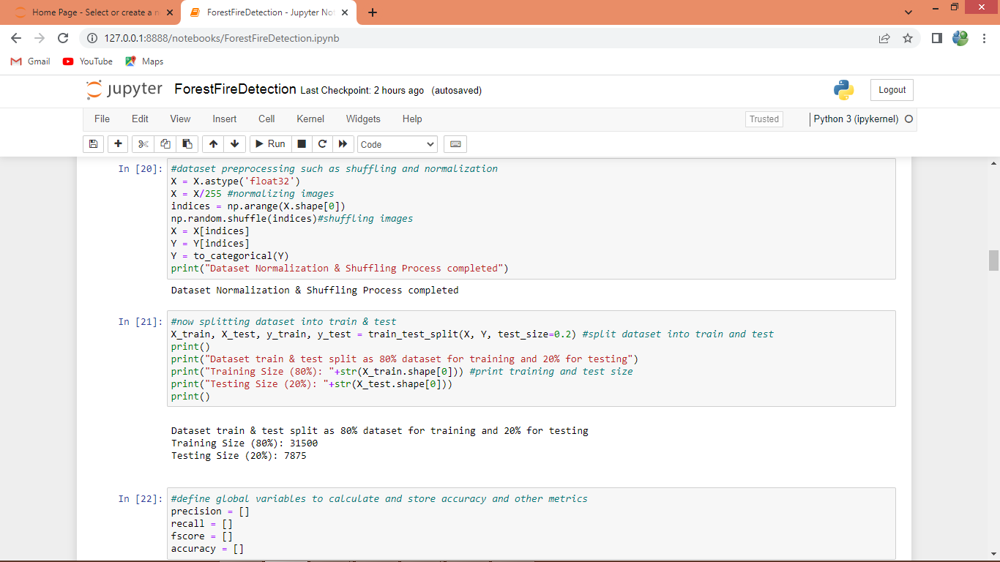 Home Page - Select or create a n
ForestFireDetection - Jupyter Not
127.0.0.1:8888/notebooks/ForestFireDetection.ipynb
Gmail YouTube Maps
jupyter ForestFireDetection Last Checkpoint: 2 hours ago (autosaved) Logout
File Edit View Insert Cell Kernel Widgets Help Trusted Python 3 (ipykernel)
Run Code
In [20]: #dataset preprocessing such as shuffling and normalization
X = X.astype('float32')
X = X/255 #normalizing images
indices = np.arange(X.shape[0])
np.random.shuffle(indices)#shuffling images
X = X[indices]
Y = Y[indices]
Y = to_categorical(Y)
print("Dataset Normalization & Shuffling Process completed")
Dataset Normalization & Shuffling Process completed
In [21]: #now splitting dataset into train & test
X_train, X_test, y_train, y_test = train_test_split(X, Y, test_size=0.2) #split dataset into train and test
print()
print("Dataset train & test split as 80% dataset for training and 20% for testing")
print("Training Size (80%): "+str(X_train.shape[0])) #print training and test size
print("Testing Size (20%): "+str(X_test.shape[0]))
print()
Dataset train & test split as 80% dataset for training and 20% for testing
Training Size (80%): 31500
Testing Size (20%): 7875
In [22]: #define global variables to calculate and store accuracy and other metrics
precision = []
recall = []
fscore = []
accuracy = []